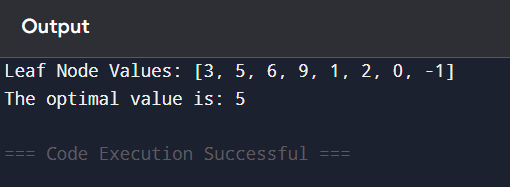 Output
Leaf Node Values: [3, 5, 6, 9, 1, 2, 0, -1]
The optimal value is: 5
=== Code Execution Successful ===